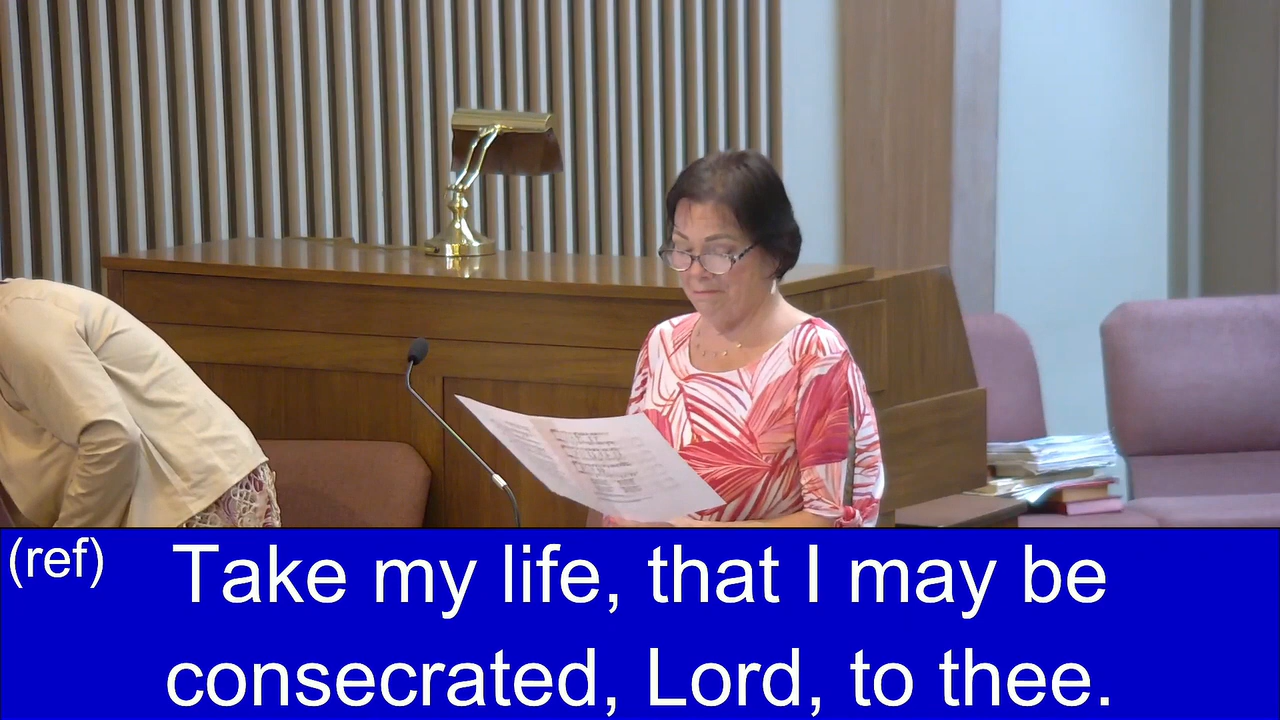 (ref)
Take my life, that I may be
consecrated, Lord, to thee.